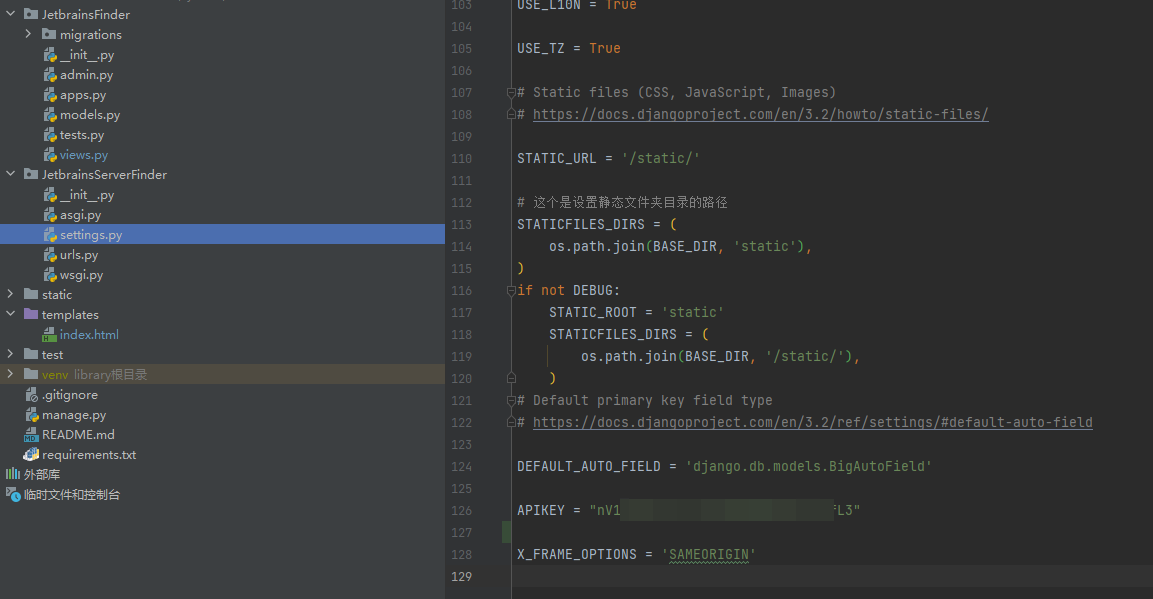 JetbrainsFinder
migrations
__init__.py
admin.py
apps.py
models.py
tests.py
views.py
JetbrainsServerFinder
__init__.py
asgi.py
settings.py
urls.py
wsgi.py
static
templates
index.html
test
venv library根目录
.gitignore
manage.py
README.md
requirements.txt
外部库
临时文件和控制台
103 USE_L10N = True
104
105 USE_TZ = True
106
107 # Static files (CSS, JavaScript, Images)
108 # https://docs.djangoproject.com/en/3.2/howto/static-files/
109
110 STATIC_URL = '/static/'
111
112 # 这个是设置静态文件夹目录的路径
113 STATICFILES_DIRS = (
114 os.path.join(BASE_DIR, 'static'),
115 )
116 if not DEBUG:
117 STATIC_ROOT = 'static'
118 STATICFILES_DIRS = (
119 os.path.join(BASE_DIR, '/static/'),
120 )
121 # Default primary key field type
122 # https://docs.djangoproject.com/en/3.2/ref/settings/#default-auto-field
123
124 DEFAULT_AUTO_FIELD = 'django.db.models.BigAutoField'
125
126 APIKEY = "nV1 fL3"
127
128 X_FRAME_OPTIONS = 'SAMEORIGIN'
129